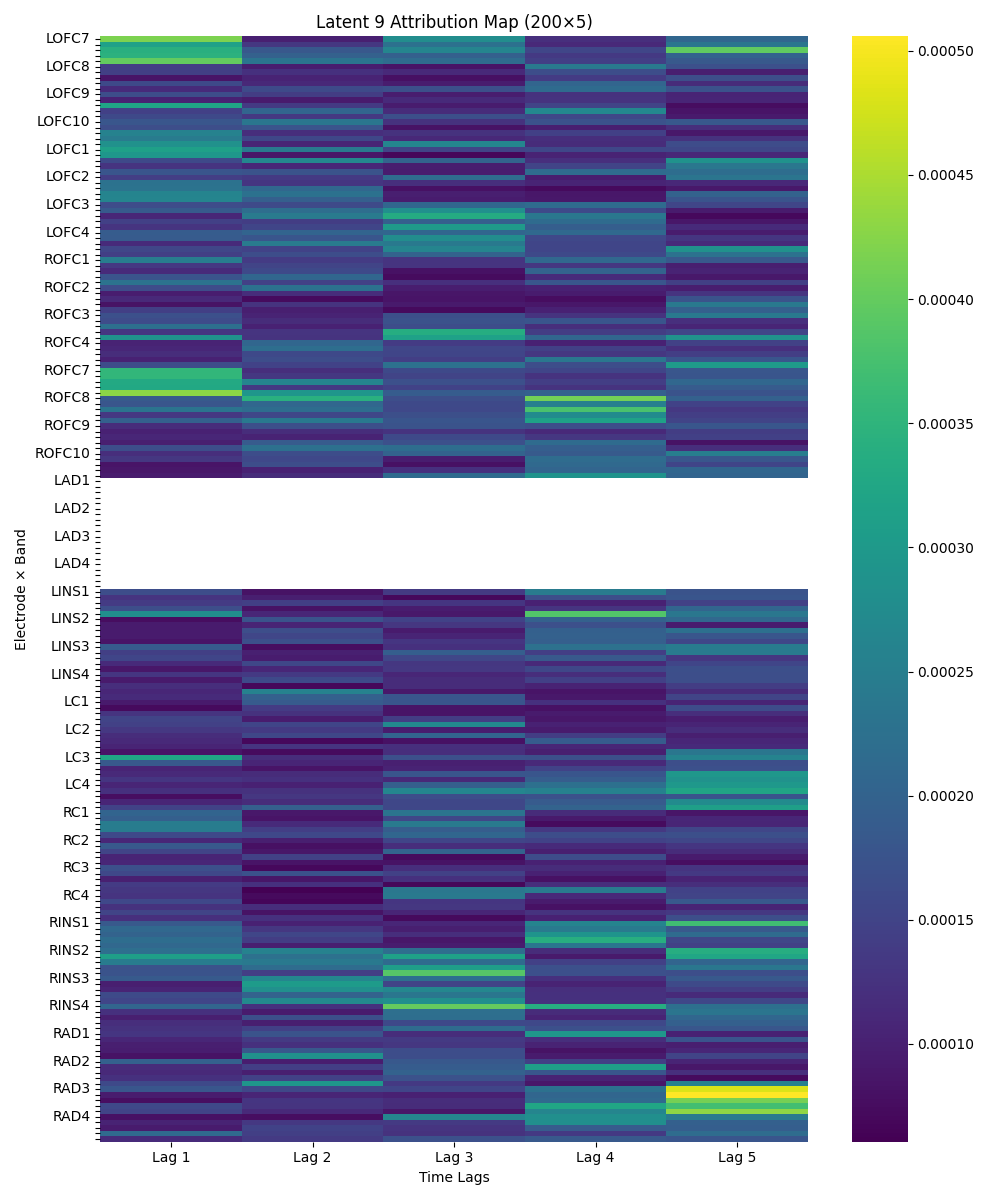 Latent 9 Attribution Map (200×5)
LOFC7
LOFC8
LOFC9
LOFC10
LOFC1
LOFC2
LOFC3
LOFC4
ROFC1
ROFC2
ROFC3
ROFC4
ROFC7
ROFC8
ROFC9
ROFC10
LAD1
LAD2
LAD3
LAD4
LINS1
LINS2
LINS3
LINS4
LC1
LC2
LC3
LC4
RC1
RC2
RC3
RC4
RINS1
RINS2
RINS3
RINS4
RAD1
RAD2
RAD3
RAD4
Electrode × Band
Lag 1 Lag 2 Lag 3 Lag 4 Lag 5
Time Lags
0.00050
0.00045
0.00040
0.00035
0.00030
0.00025
0.00020
0.00015
0.00010